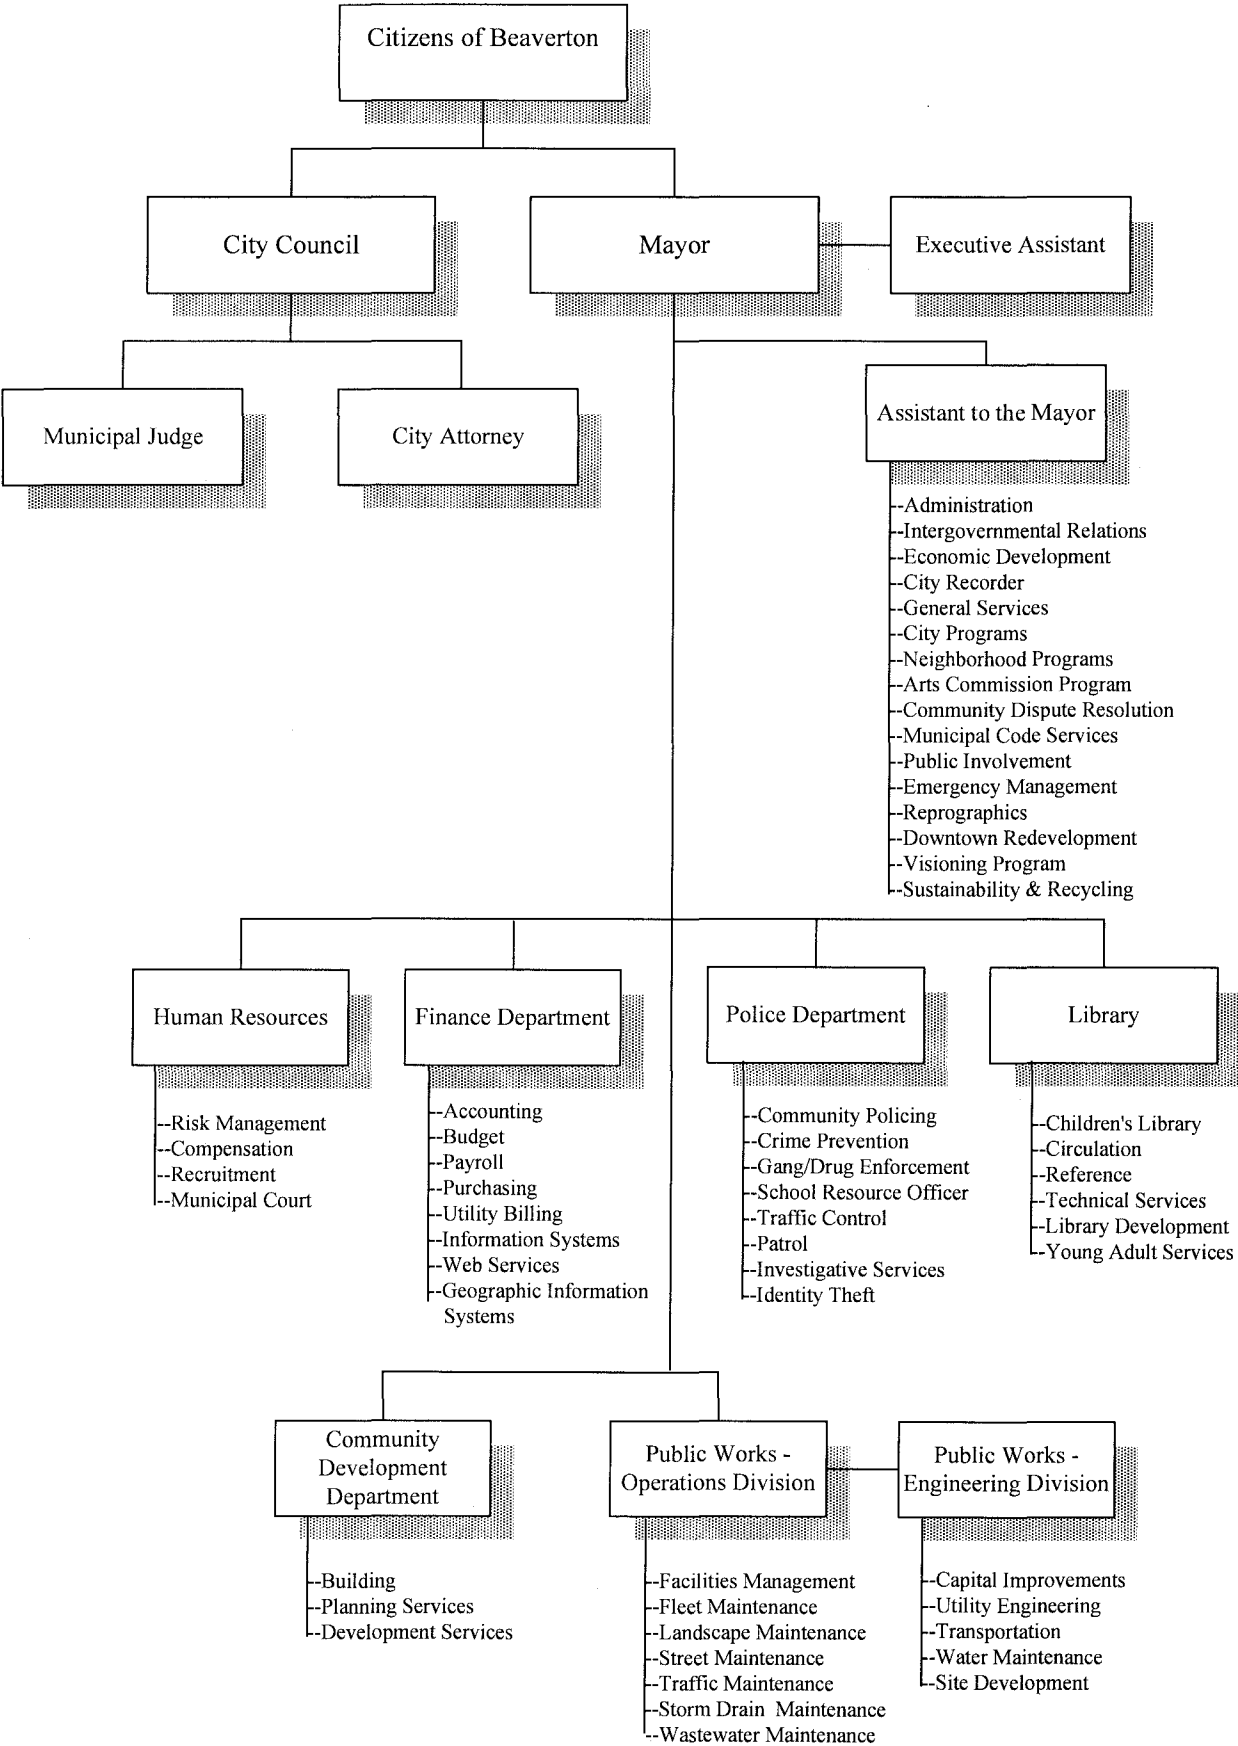 Citizens of Beaverton
City Council
Mayor
Executive Assistant
Municipal Judge
City Attorney
Assistant to the Mayor
--Administration
--Intergovernmental Relations
--Economic Development
--City Recorder
--General Services
--City Programs
--Neighborhood Programs
--Arts Commission Program
--Community Dispute Resolution
--Municipal Code Services
--Public Involvement
--Emergency Management
--Reprographics
--Downtown Redevelopment
--Visioning Program
--Sustainability & Recycling
Human Resources
--Risk Management
--Compensation
--Recruitment
--Municipal Court
Finance Department
--Accounting
--Budget
--Payroll
--Purchasing
--Utility Billing
--Information Systems
--Web Services
--Geographic Information
Systems
Police Department
--Community Policing
--Crime Prevention
--Gang/Drug Enforcement
--School Resource Officer
--Traffic Control
--Patrol
--Investigative Services
--Identity Theft
Library
--Children's Library
--Circulation
--Reference
--Technical Services
--Library Development
--Young Adult Services
Community
Development
Department
--Building
--Planning Services
--Development Services
Public Works -
Operations Division
--Facilities Management
--Fleet Maintenance
--Landscape Maintenance
--Street Maintenance
--Traffic Maintenance
--Storm Drain  Maintenance
--Wastewater Maintenance
Public Works -
Engineering Division
--Capital Improvements
--Utility Engineering
--Transportation
--Water Maintenance
--Site Development